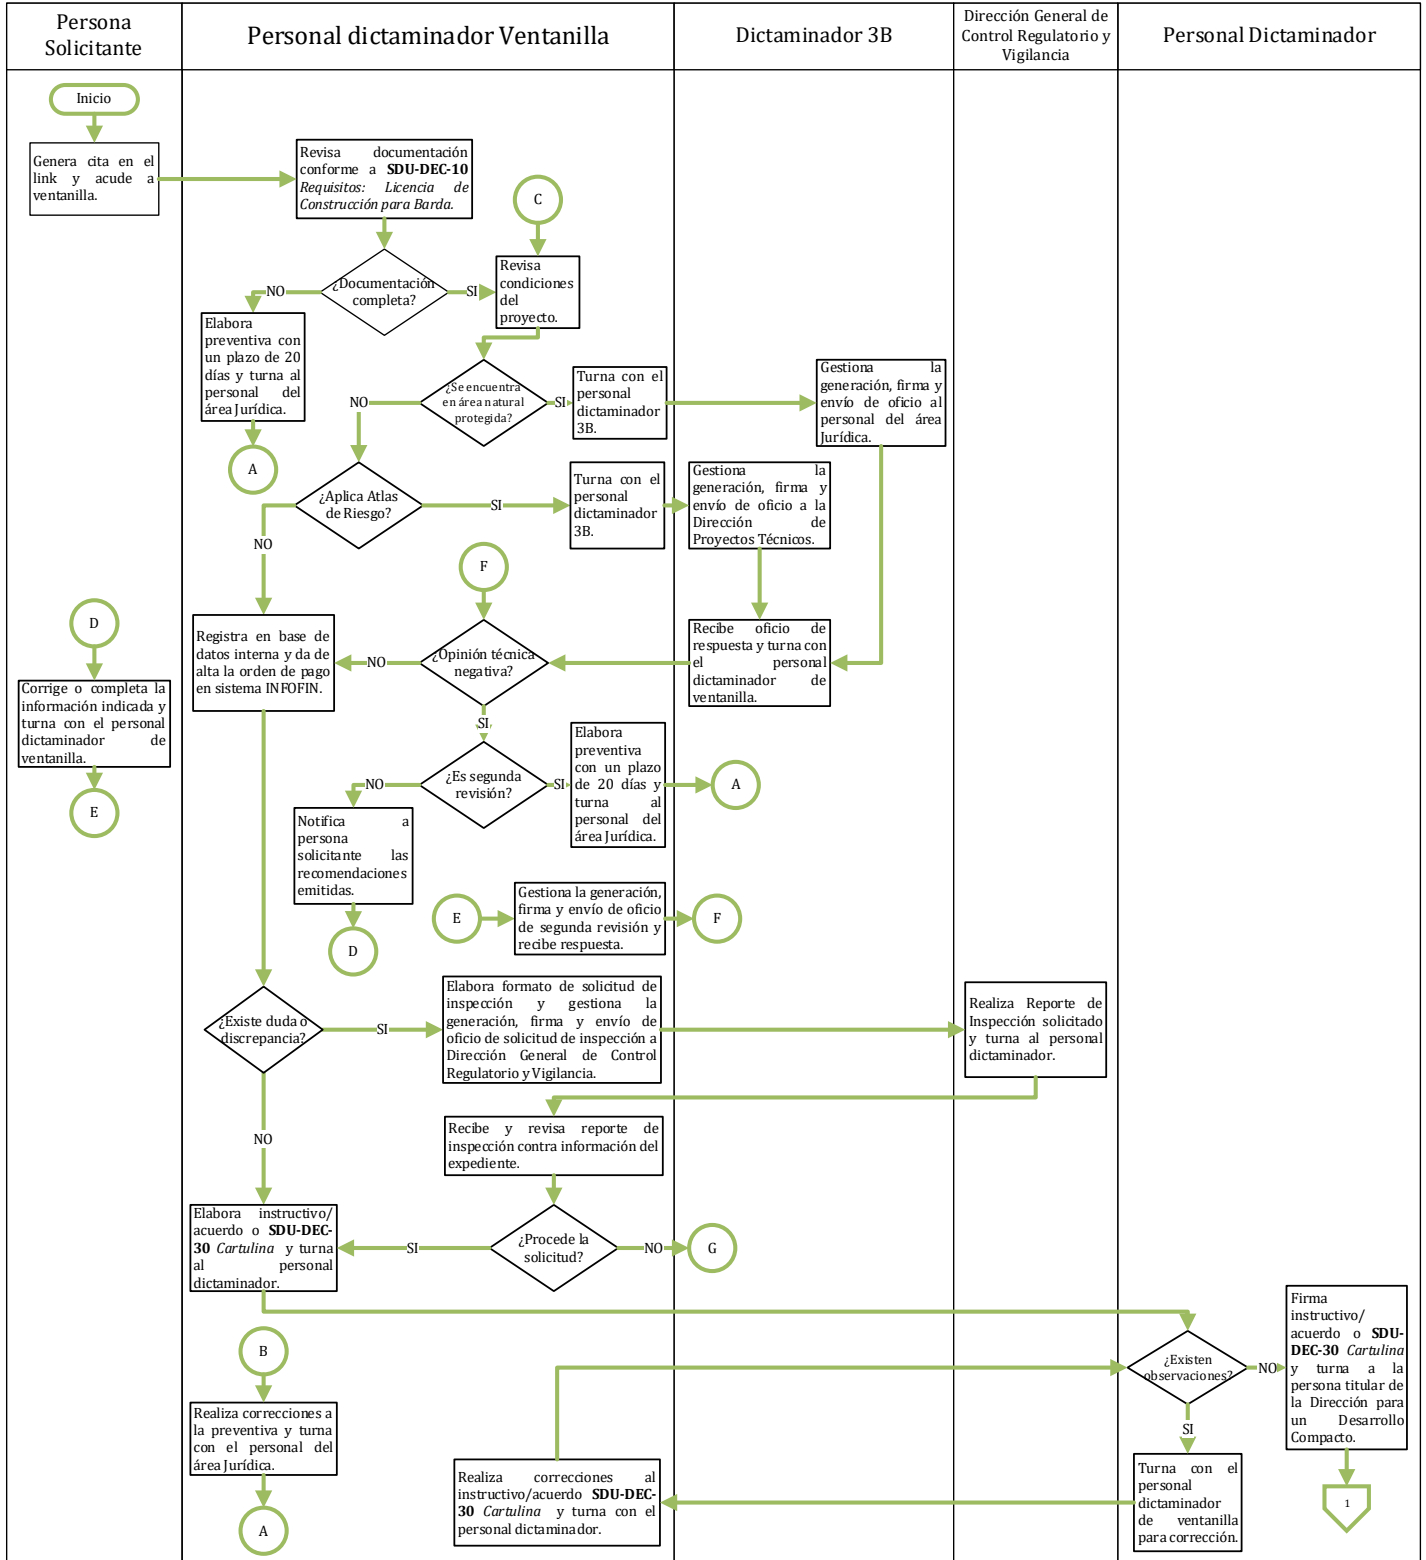 Persona
Solicitante
Personal dictaminador Ventanilla
Dictaminador 3B
Dirección General de
Control Regulatorio y
Vigilancia
Personal Dictaminador
Inicio
Genera cita en el
link y acude a
ventanilla.
Revisa documentación
conforme a SDU-DEC-10
Requisitos: Licencia de
Construcción para Barda.
C
¿Documentación
completa?
NO
SI
Revisa
condiciones
del
proyecto.
Elabora
preventiva con
un plazo de 20
días y turna al
personal del
área Jurídica.
A
¿Se encuentra
en área natural
protegida?
NO
SI
Turna con el
personal
dictaminador
3B.
Gestiona la
generación, firma y
envío de oficio al
personal del área
Jurídica.
¿Aplica Atlas
de Riesgo?
SI
NO
Turna con el
personal
dictaminador
3B.
Gestiona la
generación, firma y
envío de oficio a la
Dirección de
Proyectos Técnicos.
F
D
Registra en base de
datos interna y da de
alta la orden de pago
en sistema INFOFIN.
NO
¿Opinión técnica
negativa?
Recibe oficio de
respuesta y turna con
el personal
dictaminador de
ventanilla.
Corrige o completa la
información indicada y
turna con el personal
dictaminador de
ventanilla.
E
SI
¿Es segunda
revisión?
NO
SI
Elabora
preventiva
con un plazo
de 20 días y
turna al
personal del
área Jurídica.
A
Notifica a
persona
solicitante las
recomendaciones
emitidas.
D
E
Gestiona la generación,
firma y envío de oficio
de segunda revisión y
recibe respuesta.
F
¿Existe duda o
discrepancia?
SI
Elabora formato de solicitud de
inspección y gestiona la
generación, firma y envío de
oficio de solicitud de inspección a
Dirección General de Control
Regulatorio y Vigilancia.
Realiza Reporte de
Inspección solicitado
y turna al personal
dictaminador.
NO
Recibe y revisa reporte de
inspección contra información del
expediente.
Elabora instructivo/
acuerdo o SDU-DEC-
30 Cartulina y turna
al personal
dictaminador.
SI
¿Procede la
solicitud?
NO
G
B
Realiza correcciones a
la preventiva y turna
con el personal del
área Jurídica.
A
¿Existen
observaciones?
NO
SI
Firma
instructivo/
acuerdo o SDU-
DEC-30 Cartulina
y turna a la
persona titular de
la Dirección para
un Desarrollo
Compacto.
1
Realiza correcciones al
instructivo/acuerdo SDU-DEC-
30 Cartulina y turna con el
personal dictaminador.
Turna con el
personal
dictaminador
de ventanilla
para corrección.